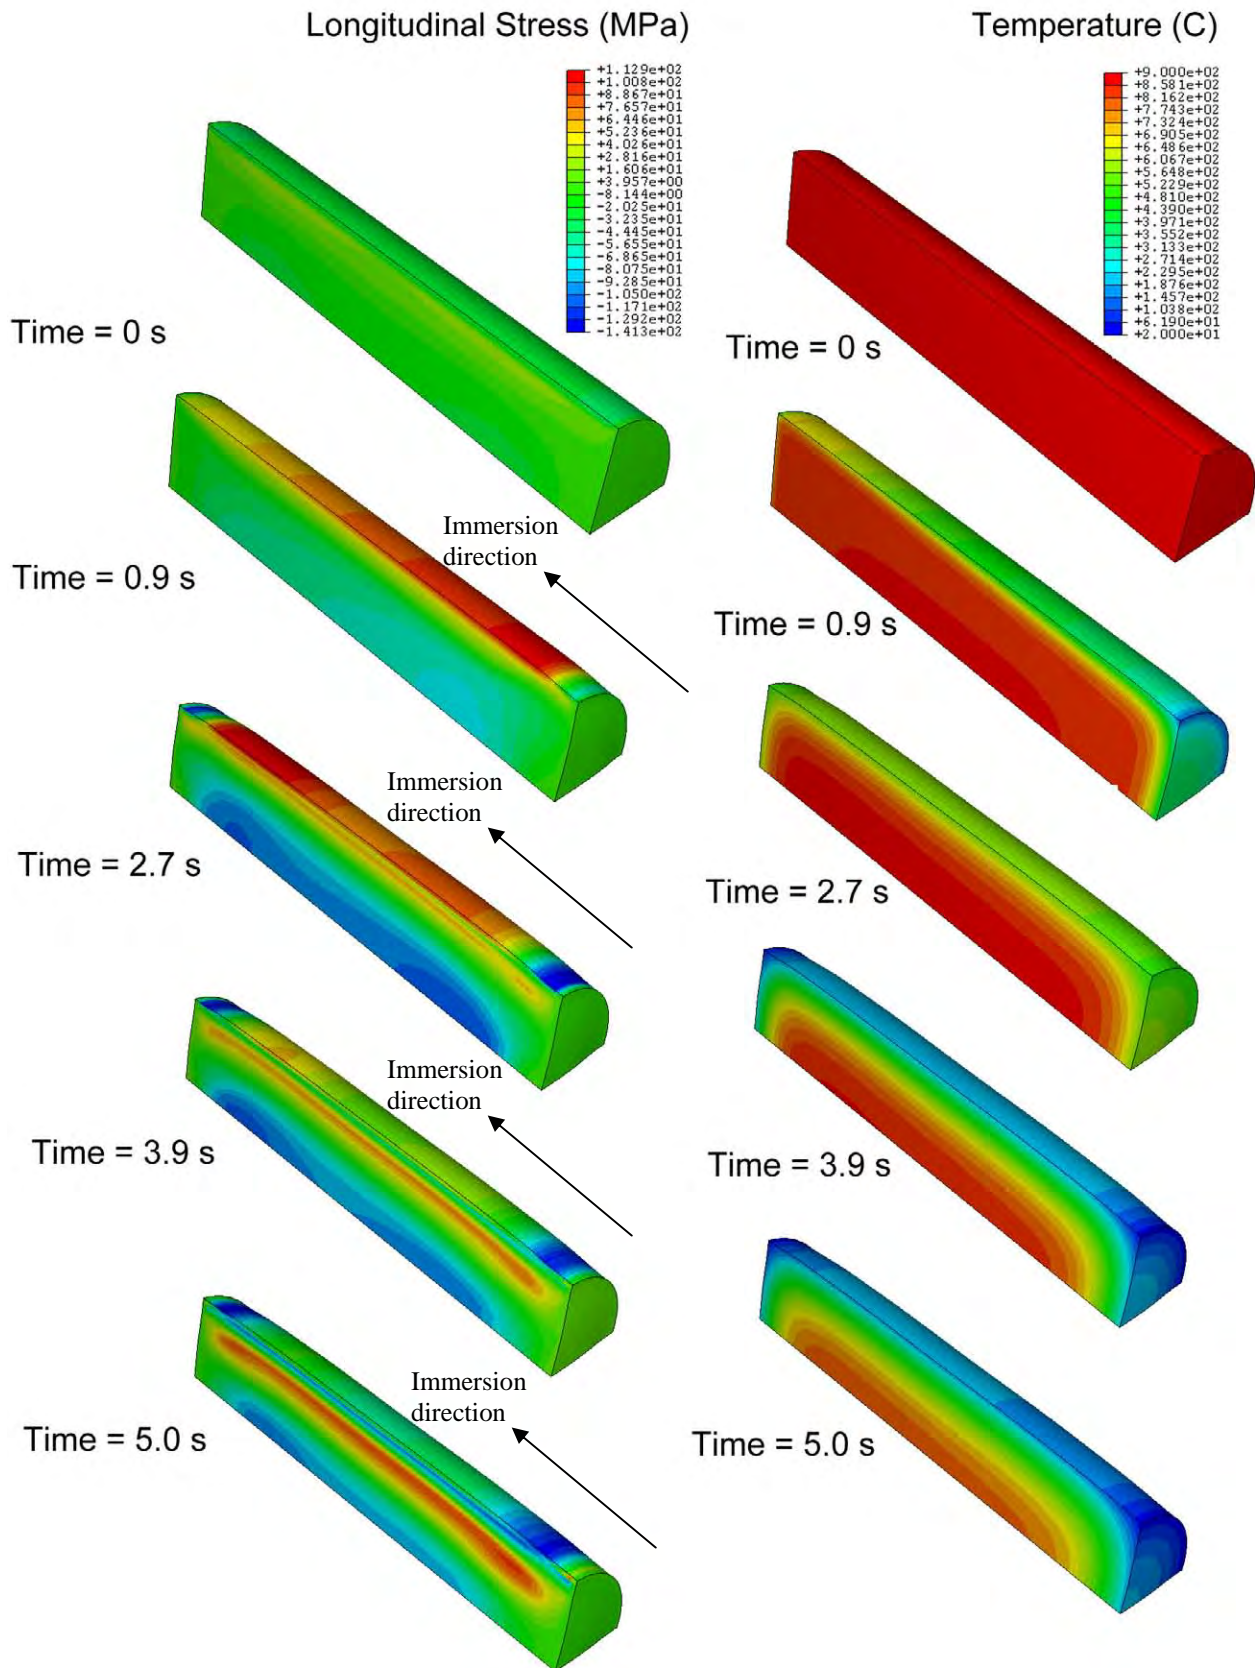 Longitudinal Stress (MPa)
Temperature (C)
+1.129e+02
+1.008e+02
+8.867e+01
+7.657e+01
+6.446e+01
+5.236e+01
+4.026e+01
+2.816e+01
+1.606e+01
+3.957e+00
-8.144e+00
-2.025e+01
-3.235e+01
-4.445e+01
-5.655e+01
-6.865e+01
-8.075e+01
-9.285e+01
-1.050e+02
-1.171e+02
-1.292e+02
-1.413e+02
+9.000e+02
+8.581e+02
+8.162e+02
+7.743e+02
+7.324e+02
+6.905e+02
+6.486e+02
+6.067e+02
+5.648e+02
+5.229e+02
+4.810e+02
+4.390e+02
+3.971e+02
+3.552e+02
+3.133e+02
+2.714e+02
+2.295e+02
+1.876e+02
+1.457e+02
+1.038e+02
+6.190e+01
+2.000e+01
Time = 0 s
Time = 0 s
Immersion
direction
Time = 0.9 s
Time = 0.9 s
Immersion
direction
Time = 2.7 s
Time = 2.7 s
Immersion
direction
Time = 3.9 s
Time = 3.9 s
Immersion
direction
Time = 5.0 s
Time = 5.0 s